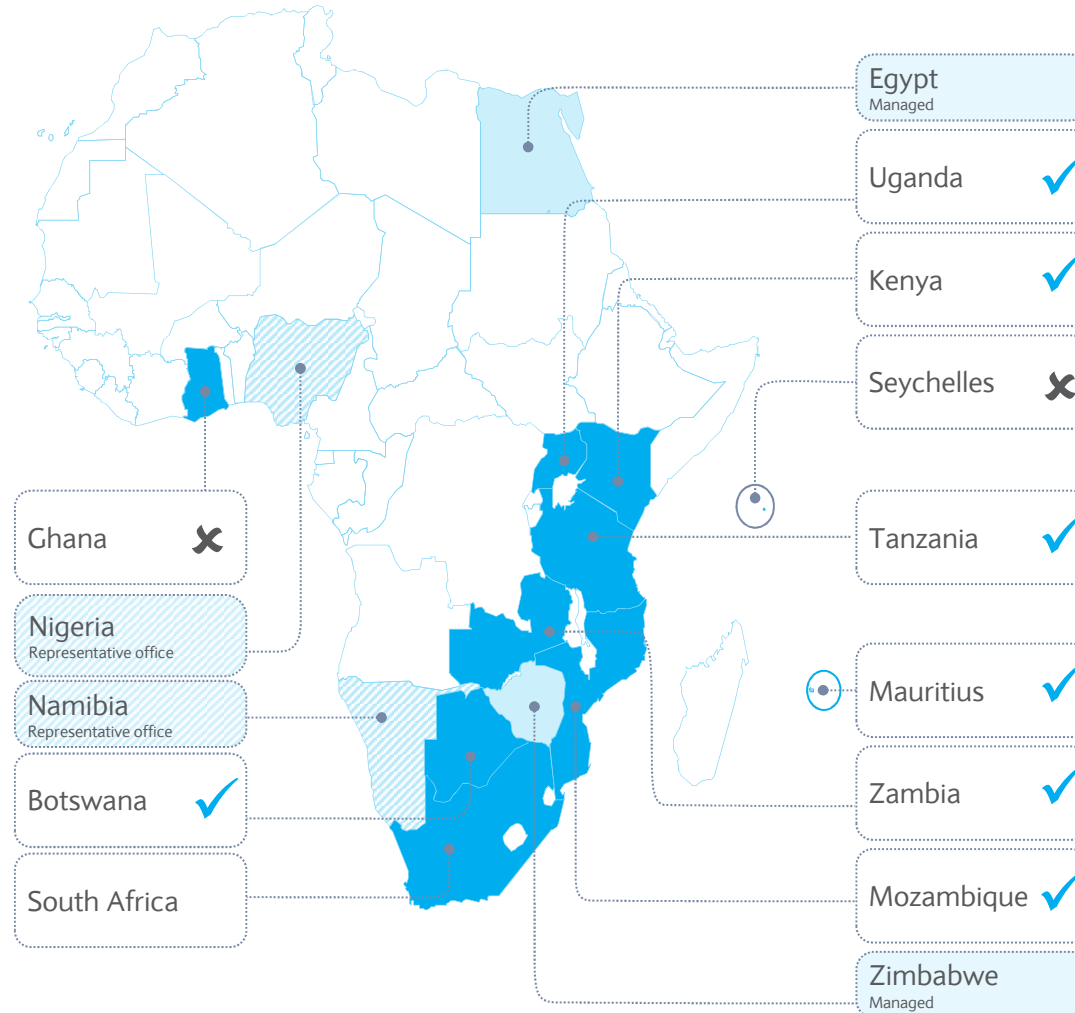 Egypt
Managed
Uganda
Kenya
Seychelles
Ghana
Tanzania
Nigeria
Representative office
Namibia
Representative office
Mauritius
Botswana
Zambia
South Africa
Mozambique
Zimbabwe
Managed